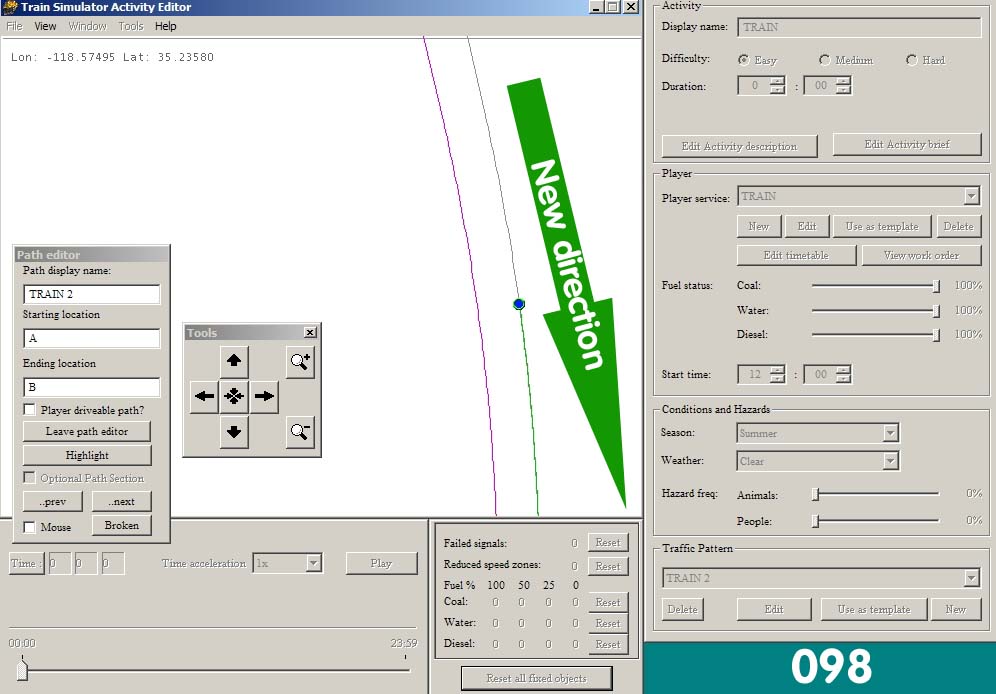 Train Simulator Activity Editor
File View Window Tools Help
Lon: -118.57495 Lat: 35.23580
New direction
Path editor
Path display name:
TRAIN 2
Starting location
A
Ending location
B
Player driveable path?
Leave path editor
Highlight
Optional Path Section
..prev ..next
Mouse Broken
Tools
Time : 0 0 0 Time acceleration 1x Play
00:00 23:59
Failed signals: 0 Reset
Reduced speed zones: 0 Reset
Fuel % 100 50 25 0
Coal: 0 0 0 0 Reset
Water: 0 0 0 0 Reset
Diesel: 0 0 0 0 Reset
Reset all fixed objects
Activity
Display name: TRAIN
Difficulty: Easy Medium Hard
Duration: 0 : 00
Edit Activity description Edit Activity brief
Player
Player service: TRAIN
New Edit Use as template Delete
Edit timetable View work order
Fuel status: Coal: 100%
Water: 100%
Diesel: 100%
Start time: 12 : 00
Conditions and Hazards
Season: Summer
Weather: Clear
Hazard freq: Animals: 0%
People: 0%
Traffic Pattern
TRAIN 2
Delete Edit Use as template New
098